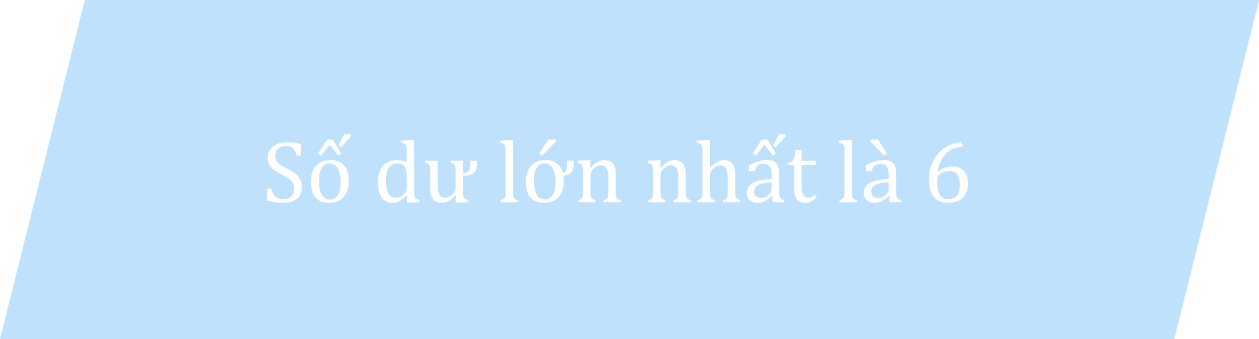 Số dư lớn nhất là 6